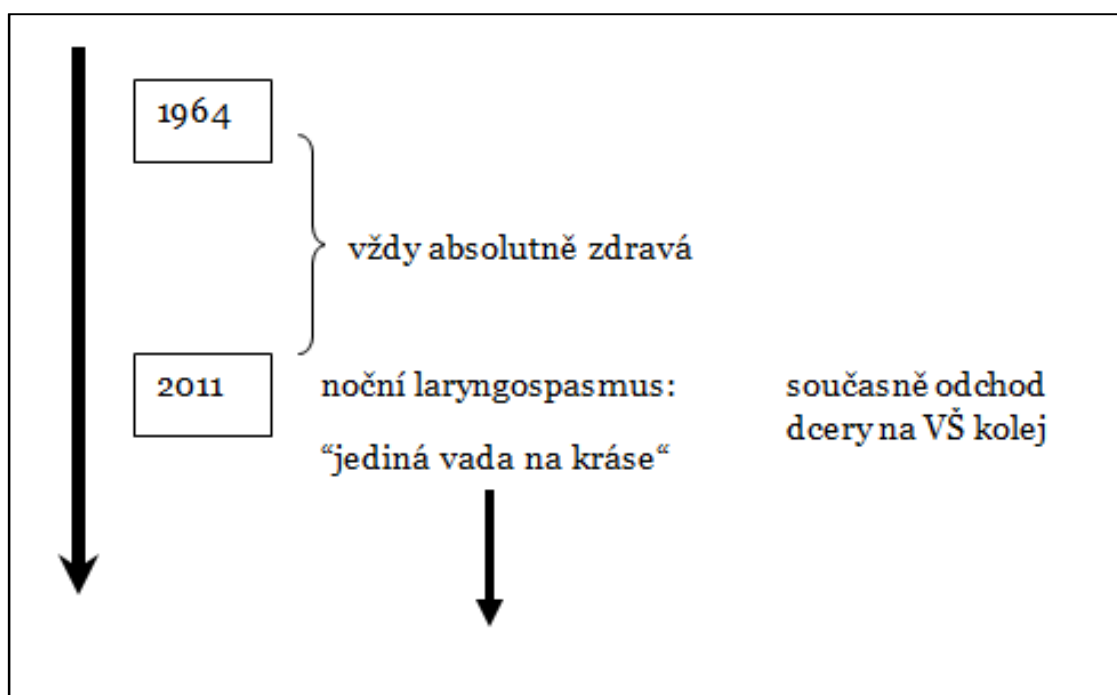 1964
vždy absolutně zdravá
2011
noční laryngospasmus:
současně odchod
dcery na VŠ kolej
“jediná vada na kráse“